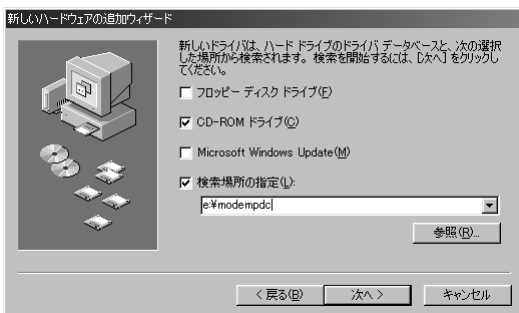 新しいハードウェアの追加ウィザード
新しいドライバは、ハード ドライブのドライバ データベースと、次の選択
した場所から検索されます。検索を開始するには、[次へ] をクリックし
てください。
フロッピー ディスク ドライブ(F)
CD-ROM ドライブ(C)
Microsoft Windows Update(M)
検索場所の指定(L):
e:¥modempdc
参照(R)...
< 戻る(B)
次へ >
キャンセル